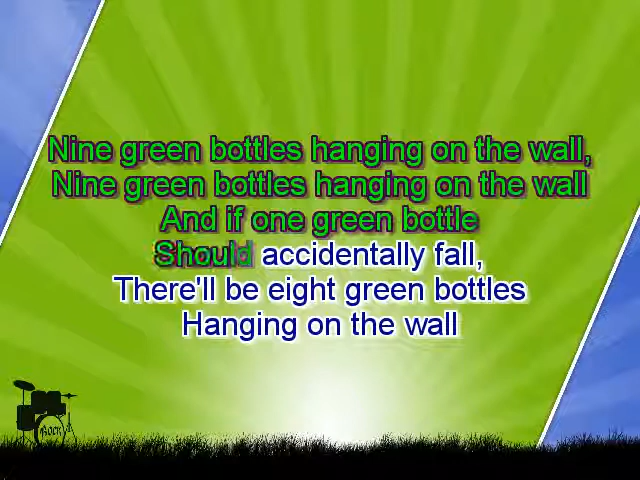 Nine green bottles hanging on the wall,
Nine green bottles hanging on the wall
And if one green bottle
Should accidentally fall,
There'll be eight green bottles
Hanging on the wall
ROCK